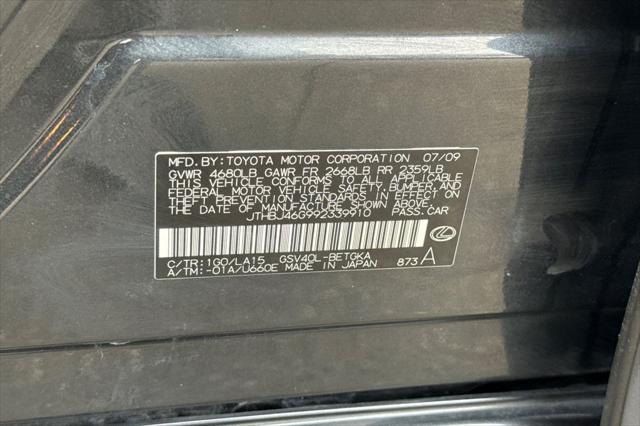 MFD. BY: TOYOTA MOTOR CORPORATION 07/09
GVWR 4680LB GAWR FR 2668LB RR 2359LB
THIS VEHICLE CONFORMS TO ALL APPLICABLE
FEDERAL MOTOR VEHICLE SAFETY, BUMPER, AND
THEFT PREVENTION STANDARDS IN EFFECT ON
THE DATE OF MANUFACTURE SHOWN ABOVE.
JTHBJ46G992339910 PASS. CAR
C/TR: 1G0/LA15 GSV40L-BETGKA
A/TM: -01A/U660E MADE IN JAPAN 873 A